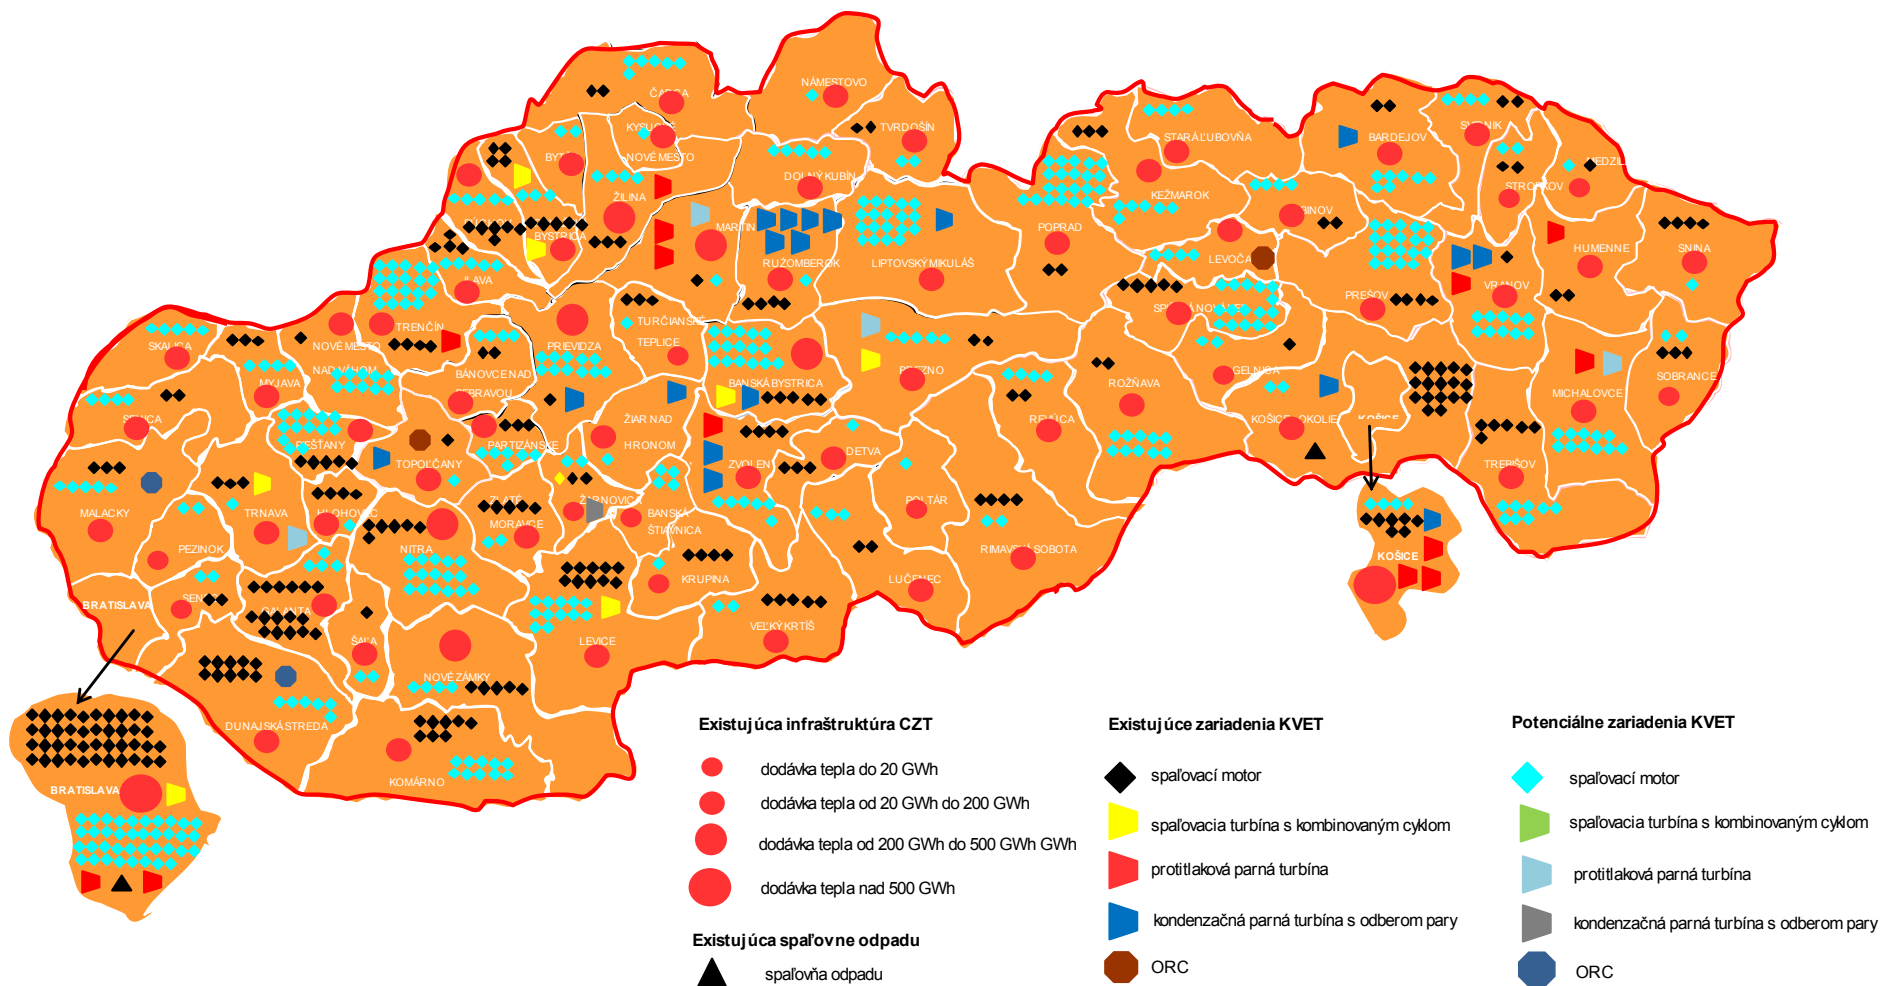 NÁMESTOVO
ČADCA
TVRDOŠÍN
KYSUCKÉ
NOVÉ MESTO
BYTČA
DOLNÝ KUBÍN
ŽILINA
BYSTRICA
MARTIN
RUŽOMBEROK
LIPTOVSKÝ MIKULÁŠ
POPRAD
KEŽMAROK
STARÁ ĽUBOVŇA
BARDEJOV
SVIDNÍK
STROPKOV
MEDZIL
HUMENNE
SNINA
LEVOČA
PREŠOV
VRANOV
ILAVA
TRENČÍN
NOVÉ MESTO
NAD VÁHOM
SKALICA
MYJAVA
SENICA
PRIEVIDZA
TURČIANSKE
TEPLICE
BÁNOVCE NAD
BEBRAVOU
BANSKÁ BYSTRICA
BREZNO
ROŽŇAVA
GELNICA
REVÚCA
KOŠICE - OKOLIE
KOŠICE
MICHALOVCE
SOBRANCE
TREBIŠOV
PIEŠŤANY
TOPOĽČANY
PARTIZÁNSKE
ŽIAR NAD
HRONOM
ZVOLEN
DETVA
POLTÁR
RIMAVSKÁ SOBOTA
LUČENEC
MALACKY
PEZINOK
TRNAVA
HLOHOVEC
NITRA
ZLATÉ
MORAVCE
ŽARNOVICA
BANSKÁ
ŠTIAVNICA
KRUPINA
VEĽKÝ KRTÍŠ
LEVICE
BRATISLAVA
SENEC
GALANTA
ŠAĽA
NOVÉ ZÁMKY
DUNAJSKÁ STREDA
KOMÁRNO
BRATISLAVA
KOŠICE
Existujúca infraštruktúra CZT
dodávka tepla do 20 GWh
dodávka tepla od 20 GWh do 200 GWh
dodávka tepla od 200 GWh do 500 GWh GWh
dodávka tepla nad 500 GWh
Existujúca spaľovne odpadu
spaľovňa odpadu
Existujúce zariadenia KVET
spaľovací motor
spaľovacia turbína s kombinovaným cyklom
protitlaková parná turbína
kondenzačná parná turbína s odberom pary
ORC
Potenciálne zariadenia KVET
spaľovací motor
spaľovacia turbína s kombinovaným cyklom
protitlaková parná turbína
kondenzačná parná turbína s odberom pary
ORC